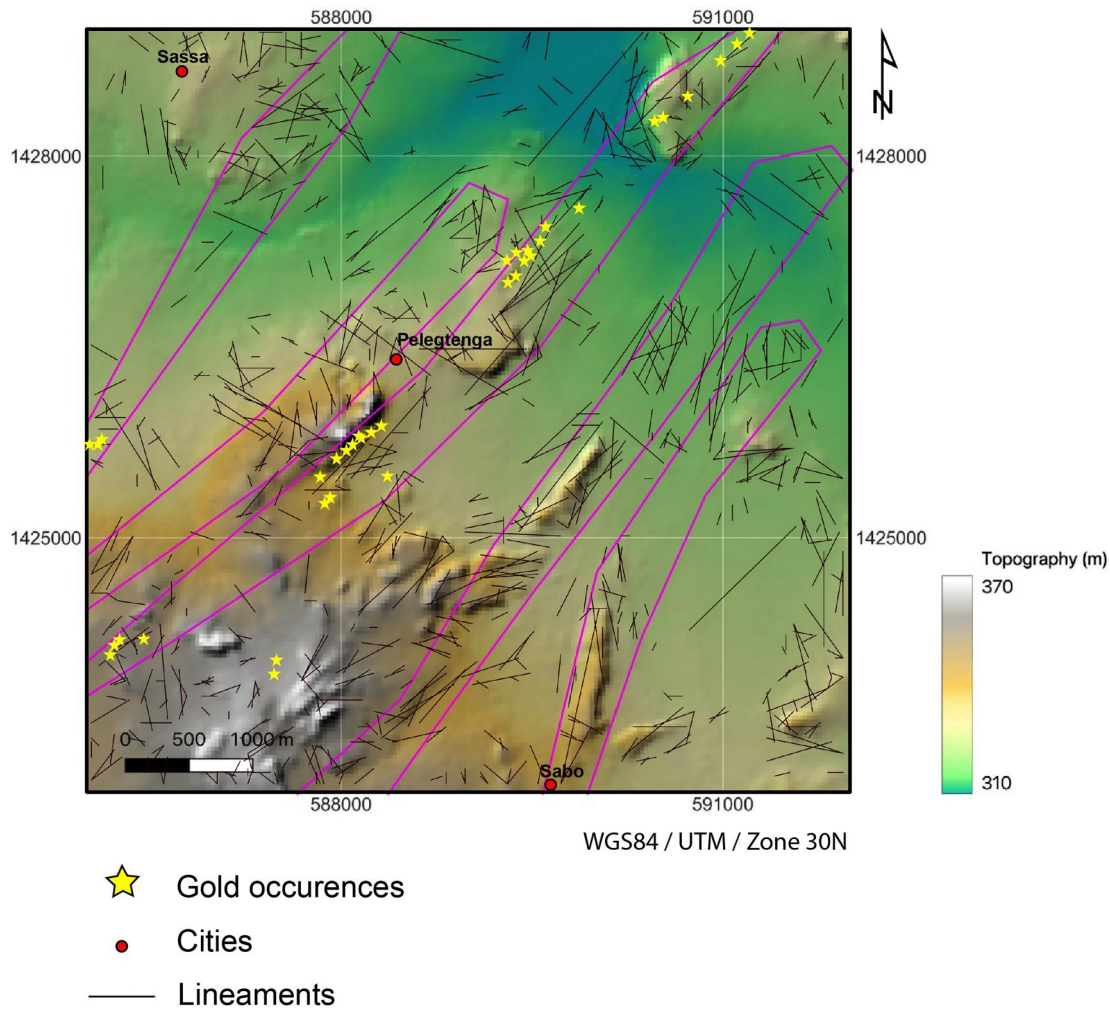 588000 591000
Sassa
N
1428000 1428000
Pelegtenga
1425000 1425000
Topography (m)
370
0 500 1000 m
310
Sabo
588000 591000
WGS84 / UTM / Zone 30N
Gold occurences
Cities
Lineaments